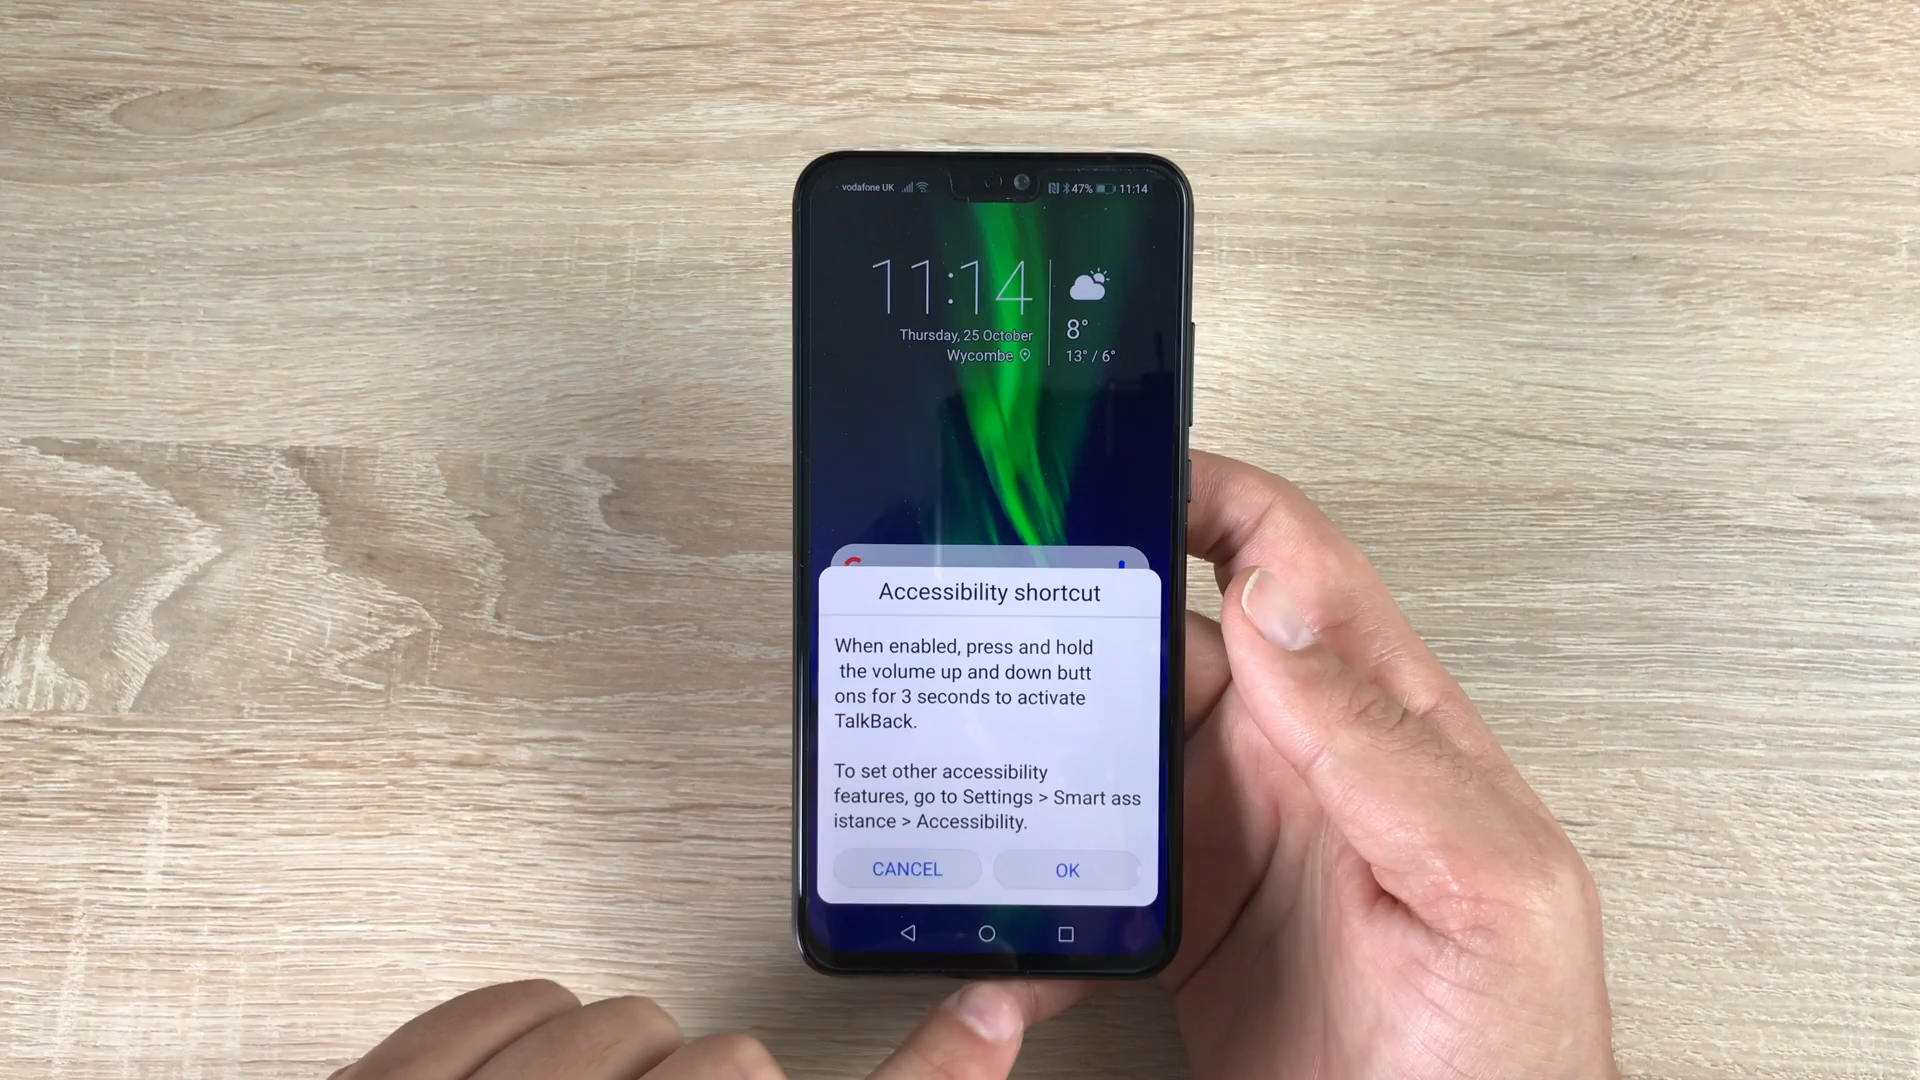 vodafone UK
47% 11:14
11:14
Thursday, 25 October
Wycombe
8°
13° / 6°
Accessibility shortcut
When enabled, press and hold
the volume up and down butt
ons for 3 seconds to activate
TalkBack.
To set other accessibility
features, go to Settings > Smart ass
istance > Accessibility.
CANCEL
OK